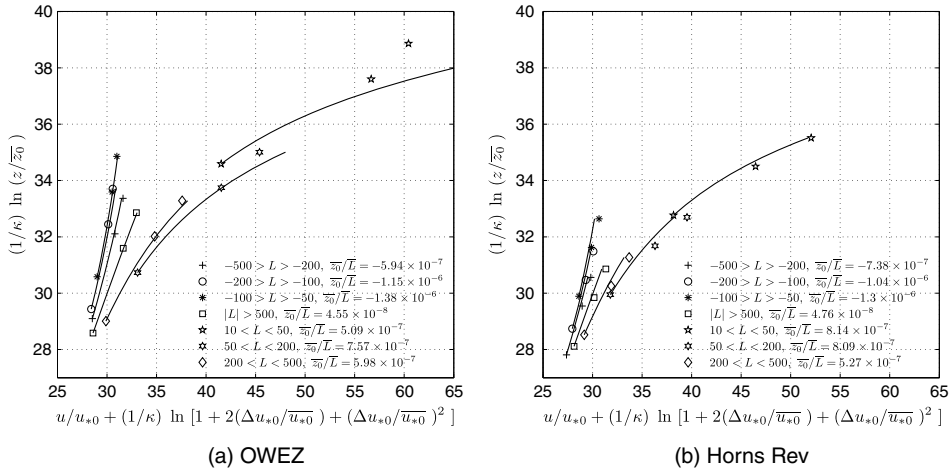 40
38
36
34
32
30
28
(1/κ) ln (z/z̅₀)
−500 > L > −200, z̅₀/L̅ = −5.94 × 10⁻⁷
−200 > L > −100, z̅₀/L̅ = −1.15 × 10⁻⁶
−100 > L > −50, z̅₀/L̅ = −1.38 × 10⁻⁶
|L| > 500, z̅₀/L̅ = 4.55 × 10⁻⁸
10 < L < 50, z̅₀/L̅ = 5.09 × 10⁻⁷
50 < L < 200, z̅₀/L̅ = 7.57 × 10⁻⁷
200 < L < 500, z̅₀/L̅ = 5.98 × 10⁻⁷
25 30 35 40 45 50 55 60 65
u/u∗₀ + (1/κ) ln [1 + 2(Δu∗₀/u∗₀) + (Δu∗₀/u∗₀)² ]
(a) OWEZ
40
38
36
34
32
30
28
(1/κ) ln (z/z̅₀)
−500 > L > −200, z̅₀/L̅ = −7.38 × 10⁻⁷
−200 > L > −100, z̅₀/L̅ = −1.04 × 10⁻⁶
−100 > L > −50, z̅₀/L̅ = −1.3 × 10⁻⁶
|L| > 500, z̅₀/L̅ = 4.76 × 10⁻⁸
10 < L < 50, z̅₀/L̅ = 8.14 × 10⁻⁷
50 < L < 200, z̅₀/L̅ = 8.09 × 10⁻⁷
200 < L < 500, z̅₀/L̅ = 5.27 × 10⁻⁷
25 30 35 40 45 50 55 60 65
u/u∗₀ + (1/κ) ln [1 + 2(Δu∗₀/u∗₀) + (Δu∗₀/u∗₀)² ]
(b) Horns Rev